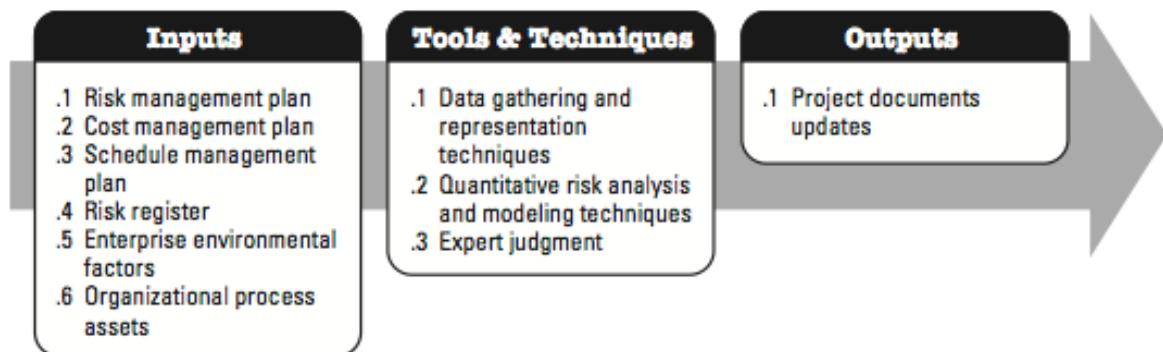 Inputs
.1 Risk management plan
.2 Cost management plan
.3 Schedule management
plan
.4 Risk register
.5 Enterprise environmental
factors
.6 Organizational process
assets
Tools & Techniques
.1 Data gathering and
representation
techniques
.2 Quantitative risk analysis
and modeling techniques
.3 Expert judgment
Outputs
.1 Project documents
updates